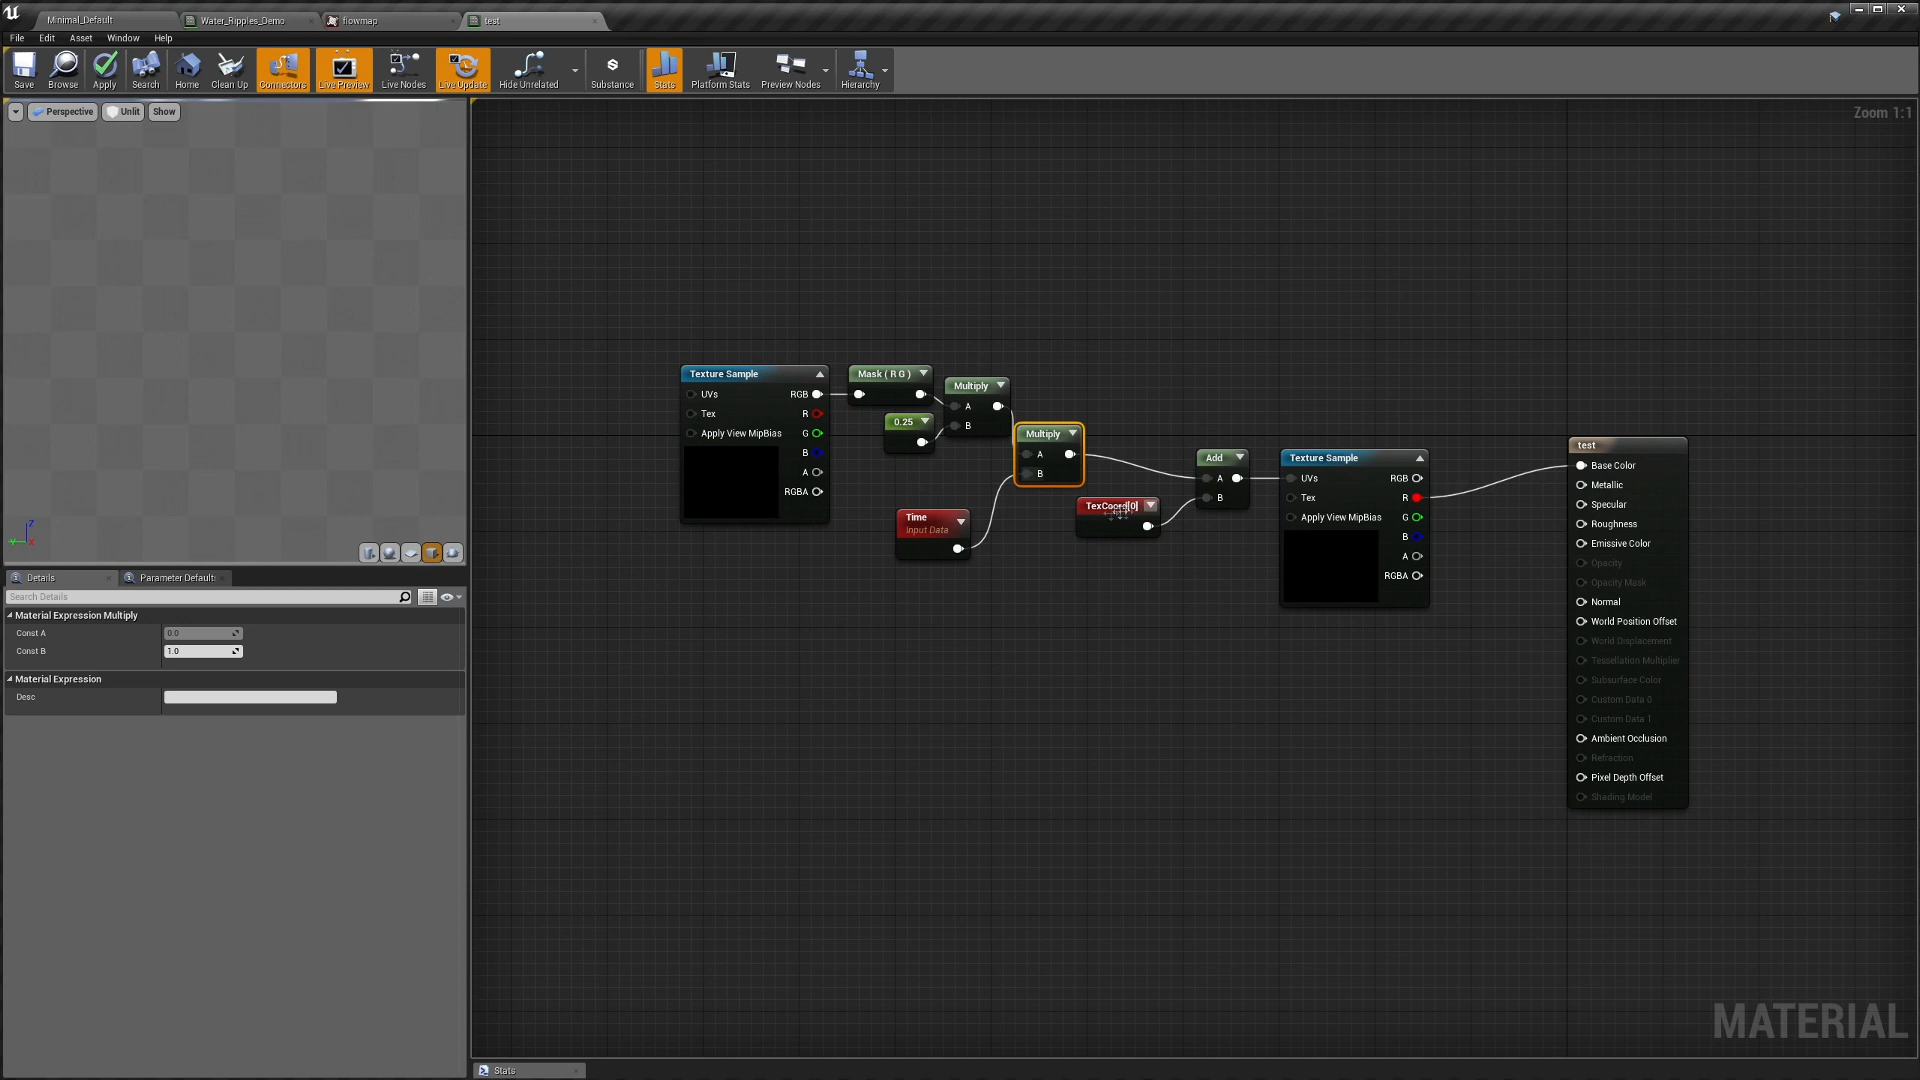 Minimal_Default
Water_Ripples_Demo
flowmap
test
File Edit Asset Window Help
Save Browse Apply Search Home Clean Up Connectors Live Preview Live Nodes Live Update Hide Unrelated Substance Stats Platform Stats Preview Nodes Hierarchy
Perspective Unlit Show
Zoom 1:1
Texture Sample
UVs RGB
Tex R
Apply View MipBias G
B
A
RGBA
Mask ( R G )
0.25
Multiply
A
B
Multiply
A
B
Time
Input Data
TexCoord[0]
Add
A
B
Texture Sample
UVs RGB
Tex R
Apply View MipBias G
B
A
RGBA
test
Base Color
Metallic
Specular
Roughness
Emissive Color
Opacity
Opacity Mask
Normal
World Position Offset
World Displacement
Tessellation Multiplier
Subsurface Color
Custom Data 0
Custom Data 1
Ambient Occlusion
Refraction
Pixel Depth Offset
Shading Model
Z
Y X
Details
Parameter Default
Search Details
Material Expression Multiply
Const A 0.0
Const B 1.0
Material Expression
Desc
MATERIAL
Stats